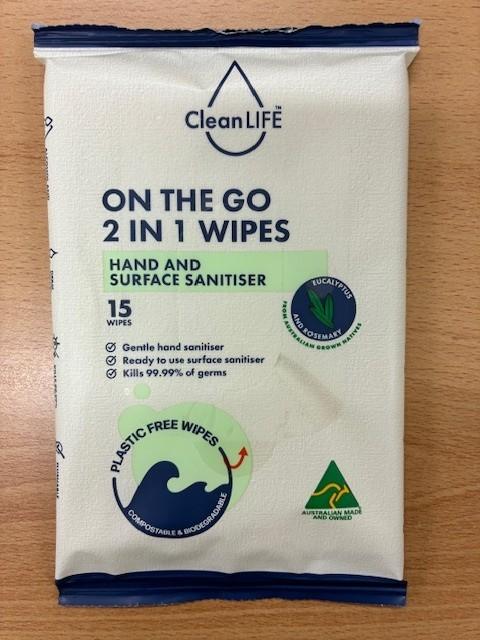 CleanLIFE™
ON THE GO
2 IN 1 WIPES
HAND AND
SURFACE SANITISER
15
WIPES
EUCALYPTUS
AND ROSEMARY
FROM AUSTRALIAN GROWN NATIVES
Gentle hand sanitiser
Ready to use surface sanitiser
Kills 99.99% of germs
PLASTIC FREE WIPES
COMPOSTABLE & BIODEGRADABLE
AUSTRALIAN MADE
AND OWNED